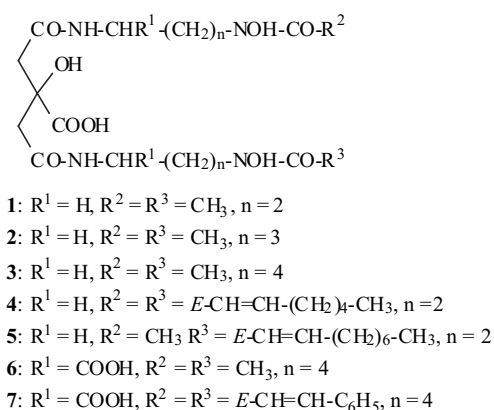 CO-NH-CHR¹-(CH₂)ₙ-NOH-CO-R²
OH
COOH
CO-NH-CHR¹-(CH₂)ₙ-NOH-CO-R³
1: R¹ = H, R² = R³ = CH₃, n = 2
2: R¹ = H, R² = R³ = CH₃, n = 3
3: R¹ = H, R² = R³ = CH₃, n = 4
4: R¹ = H, R² = R³ = E-CH=CH-(CH₂)₄-CH₃, n=2
5: R¹ = H, R² = CH₃ R³ = E-CH=CH-(CH₂)₆-CH₃, n = 2
6: R¹ = COOH, R² = R³ = CH₃, n = 4
7: R¹ = COOH, R² = R³ = E-CH=CH-C₆H₅, n = 4